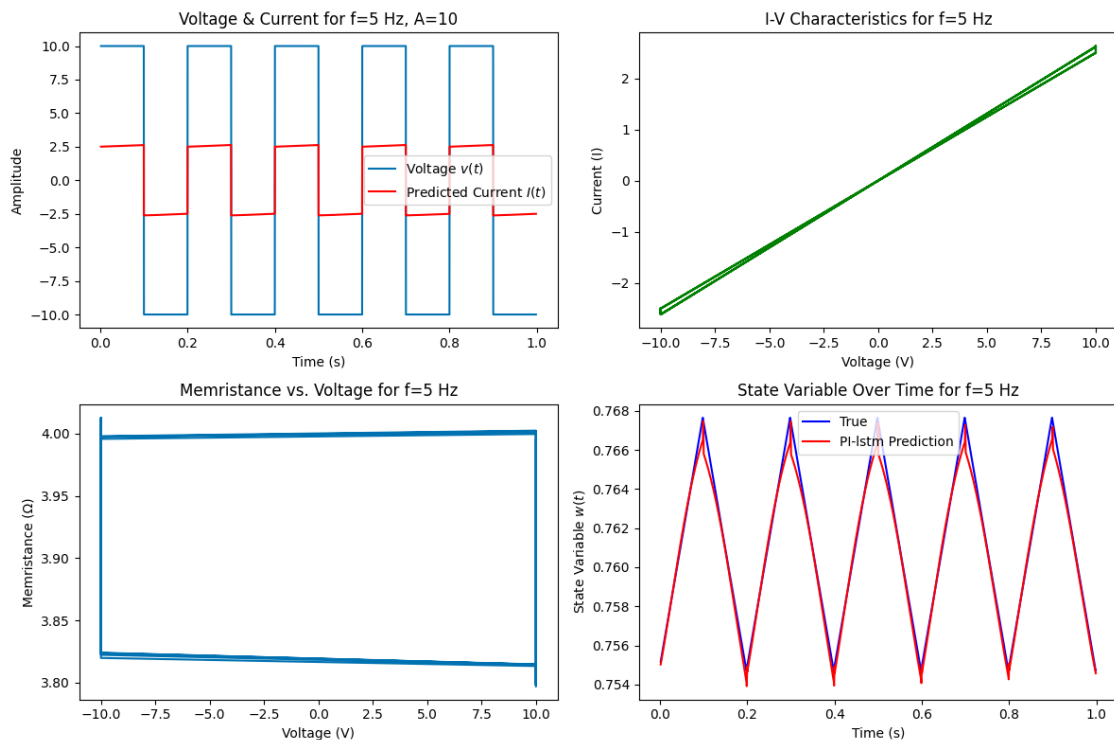 Voltage & Current for f=5 Hz, A=10
10.0
7.5
5.0
2.5
0.0
−2.5
−5.0
−7.5
−10.0
Amplitude
Voltage v(t)
Predicted Current I(t)
0.0 0.2 0.4 0.6 0.8 1.0
Time (s)
I-V Characteristics for f=5 Hz
2
1
0
−1
−2
Current (I)
−10.0 −7.5 −5.0 −2.5 0.0 2.5 5.0 7.5 10.0
Voltage (V)
Memristance vs. Voltage for f=5 Hz
4.00
3.95
3.90
3.85
3.80
Memristance (Ω)
−10.0 −7.5 −5.0 −2.5 0.0 2.5 5.0 7.5 10.0
Voltage (V)
State Variable Over Time for f=5 Hz
0.768
0.766
0.764
0.762
0.760
0.758
0.756
0.754
State Variable w(t)
True
PI-lstm Prediction
0.0 0.2 0.4 0.6 0.8 1.0
Time (s)